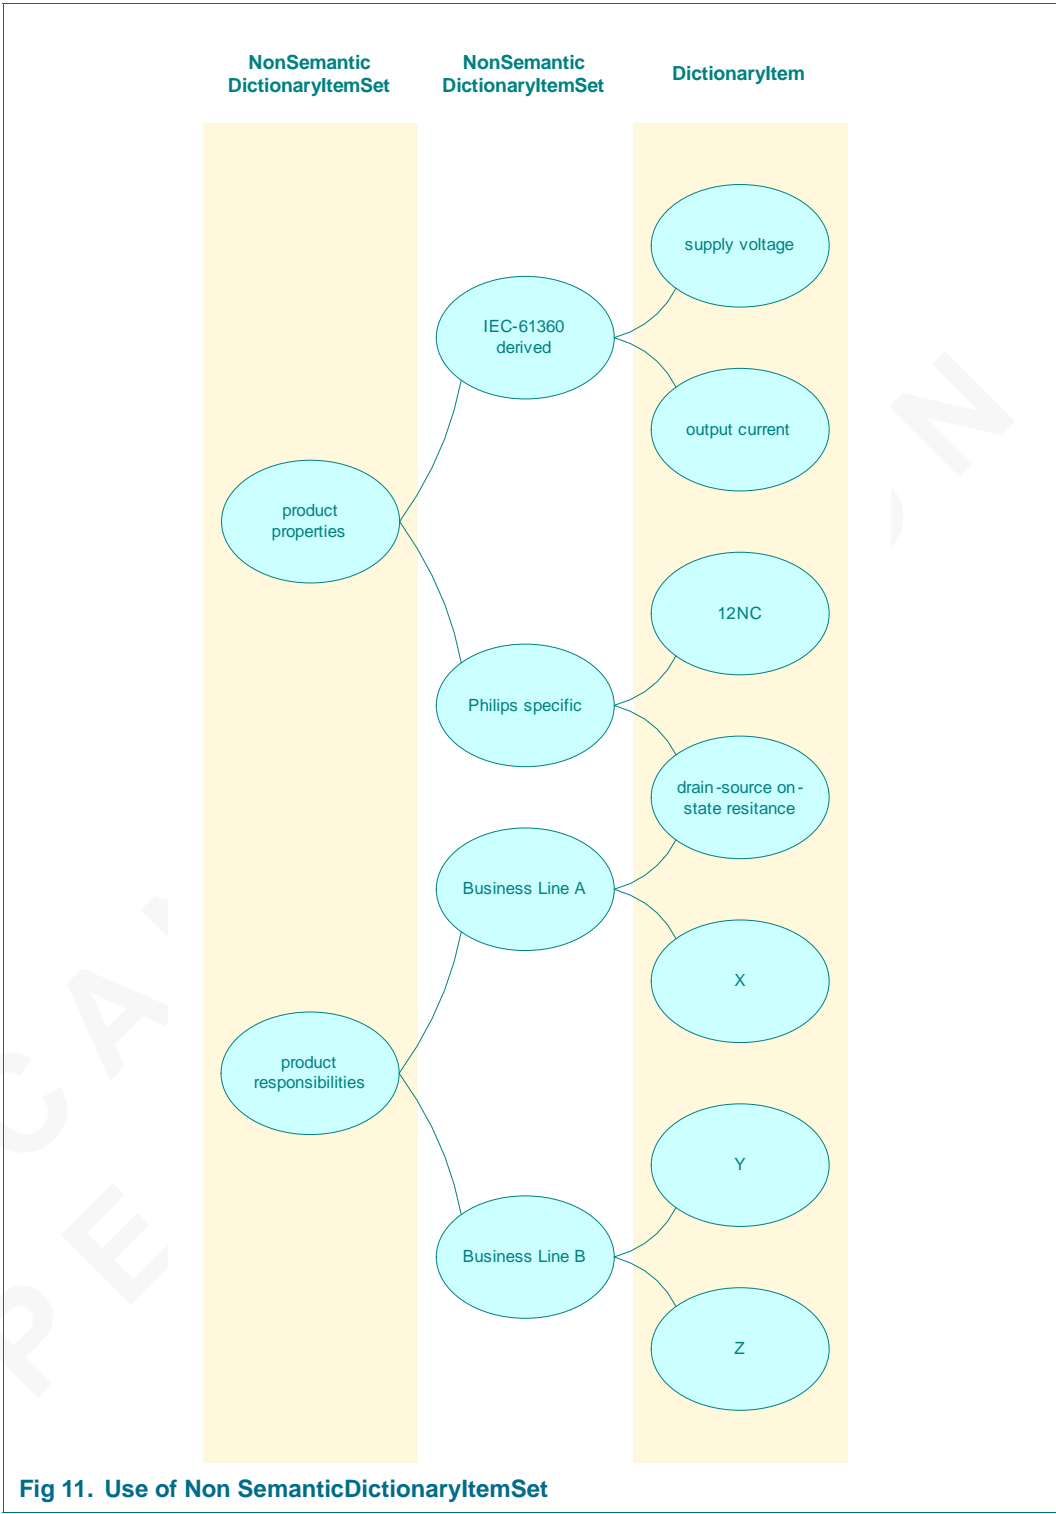 NonSemantic
DictionaryItemSet
NonSemantic
DictionaryItemSet
DictionaryItem
supply voltage
IEC-61360
derived
output current
product
properties
12NC
Philips specific
drain-source on-
state resitance
Business Line A
X
product
responsibilities
Y
Business Line B
Z
Fig 11. Use of Non SemanticDictionaryItemSet